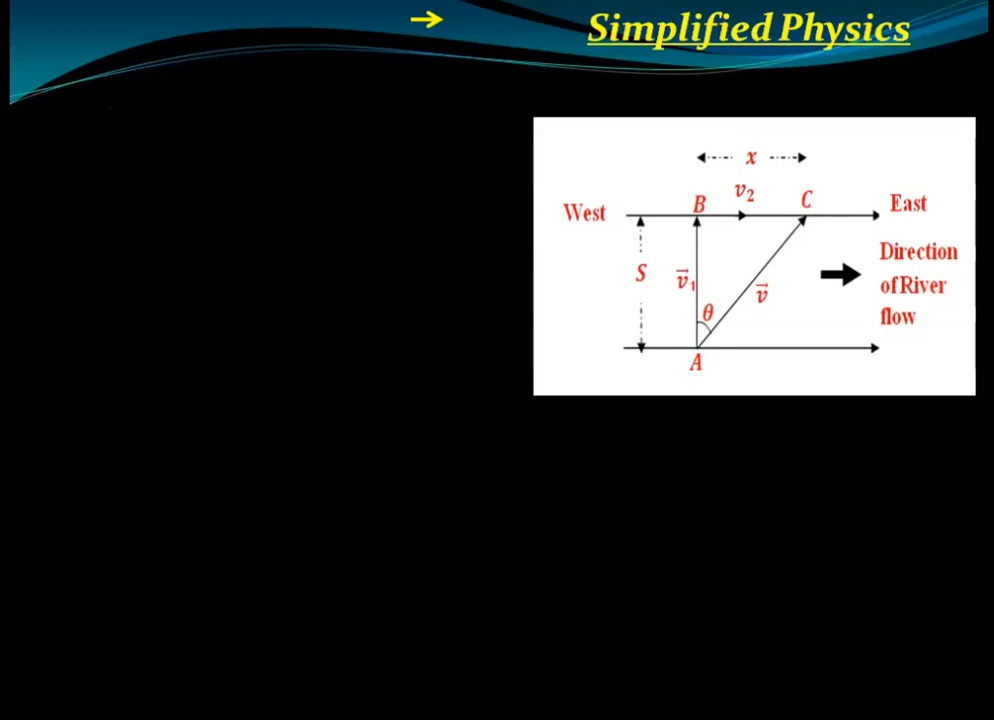 Simplified Physics
x
v₂
West B C East
S v⃗₁ θ v⃗
Direction
of River
flow
A